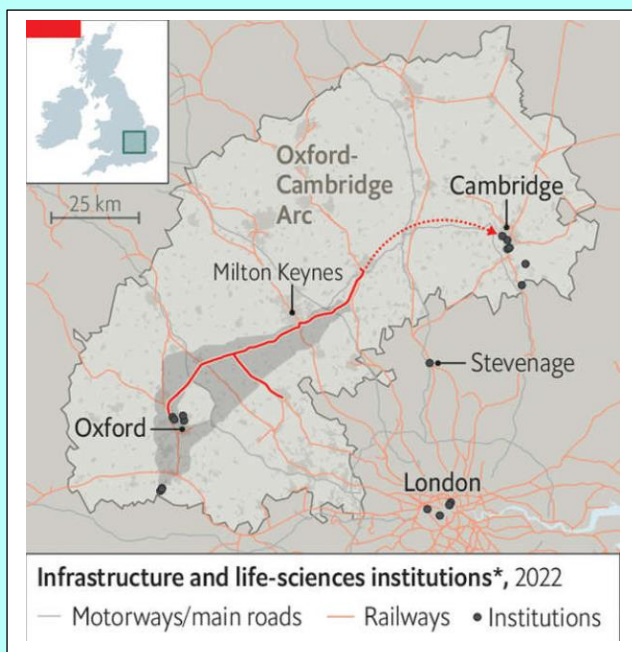 Oxford-
Cambridge
Arc
Cambridge
25 km
Milton Keynes
Stevenage
Oxford
London
Infrastructure and life-sciences institutions*, 2022
Motorways/main roads Railways Institutions